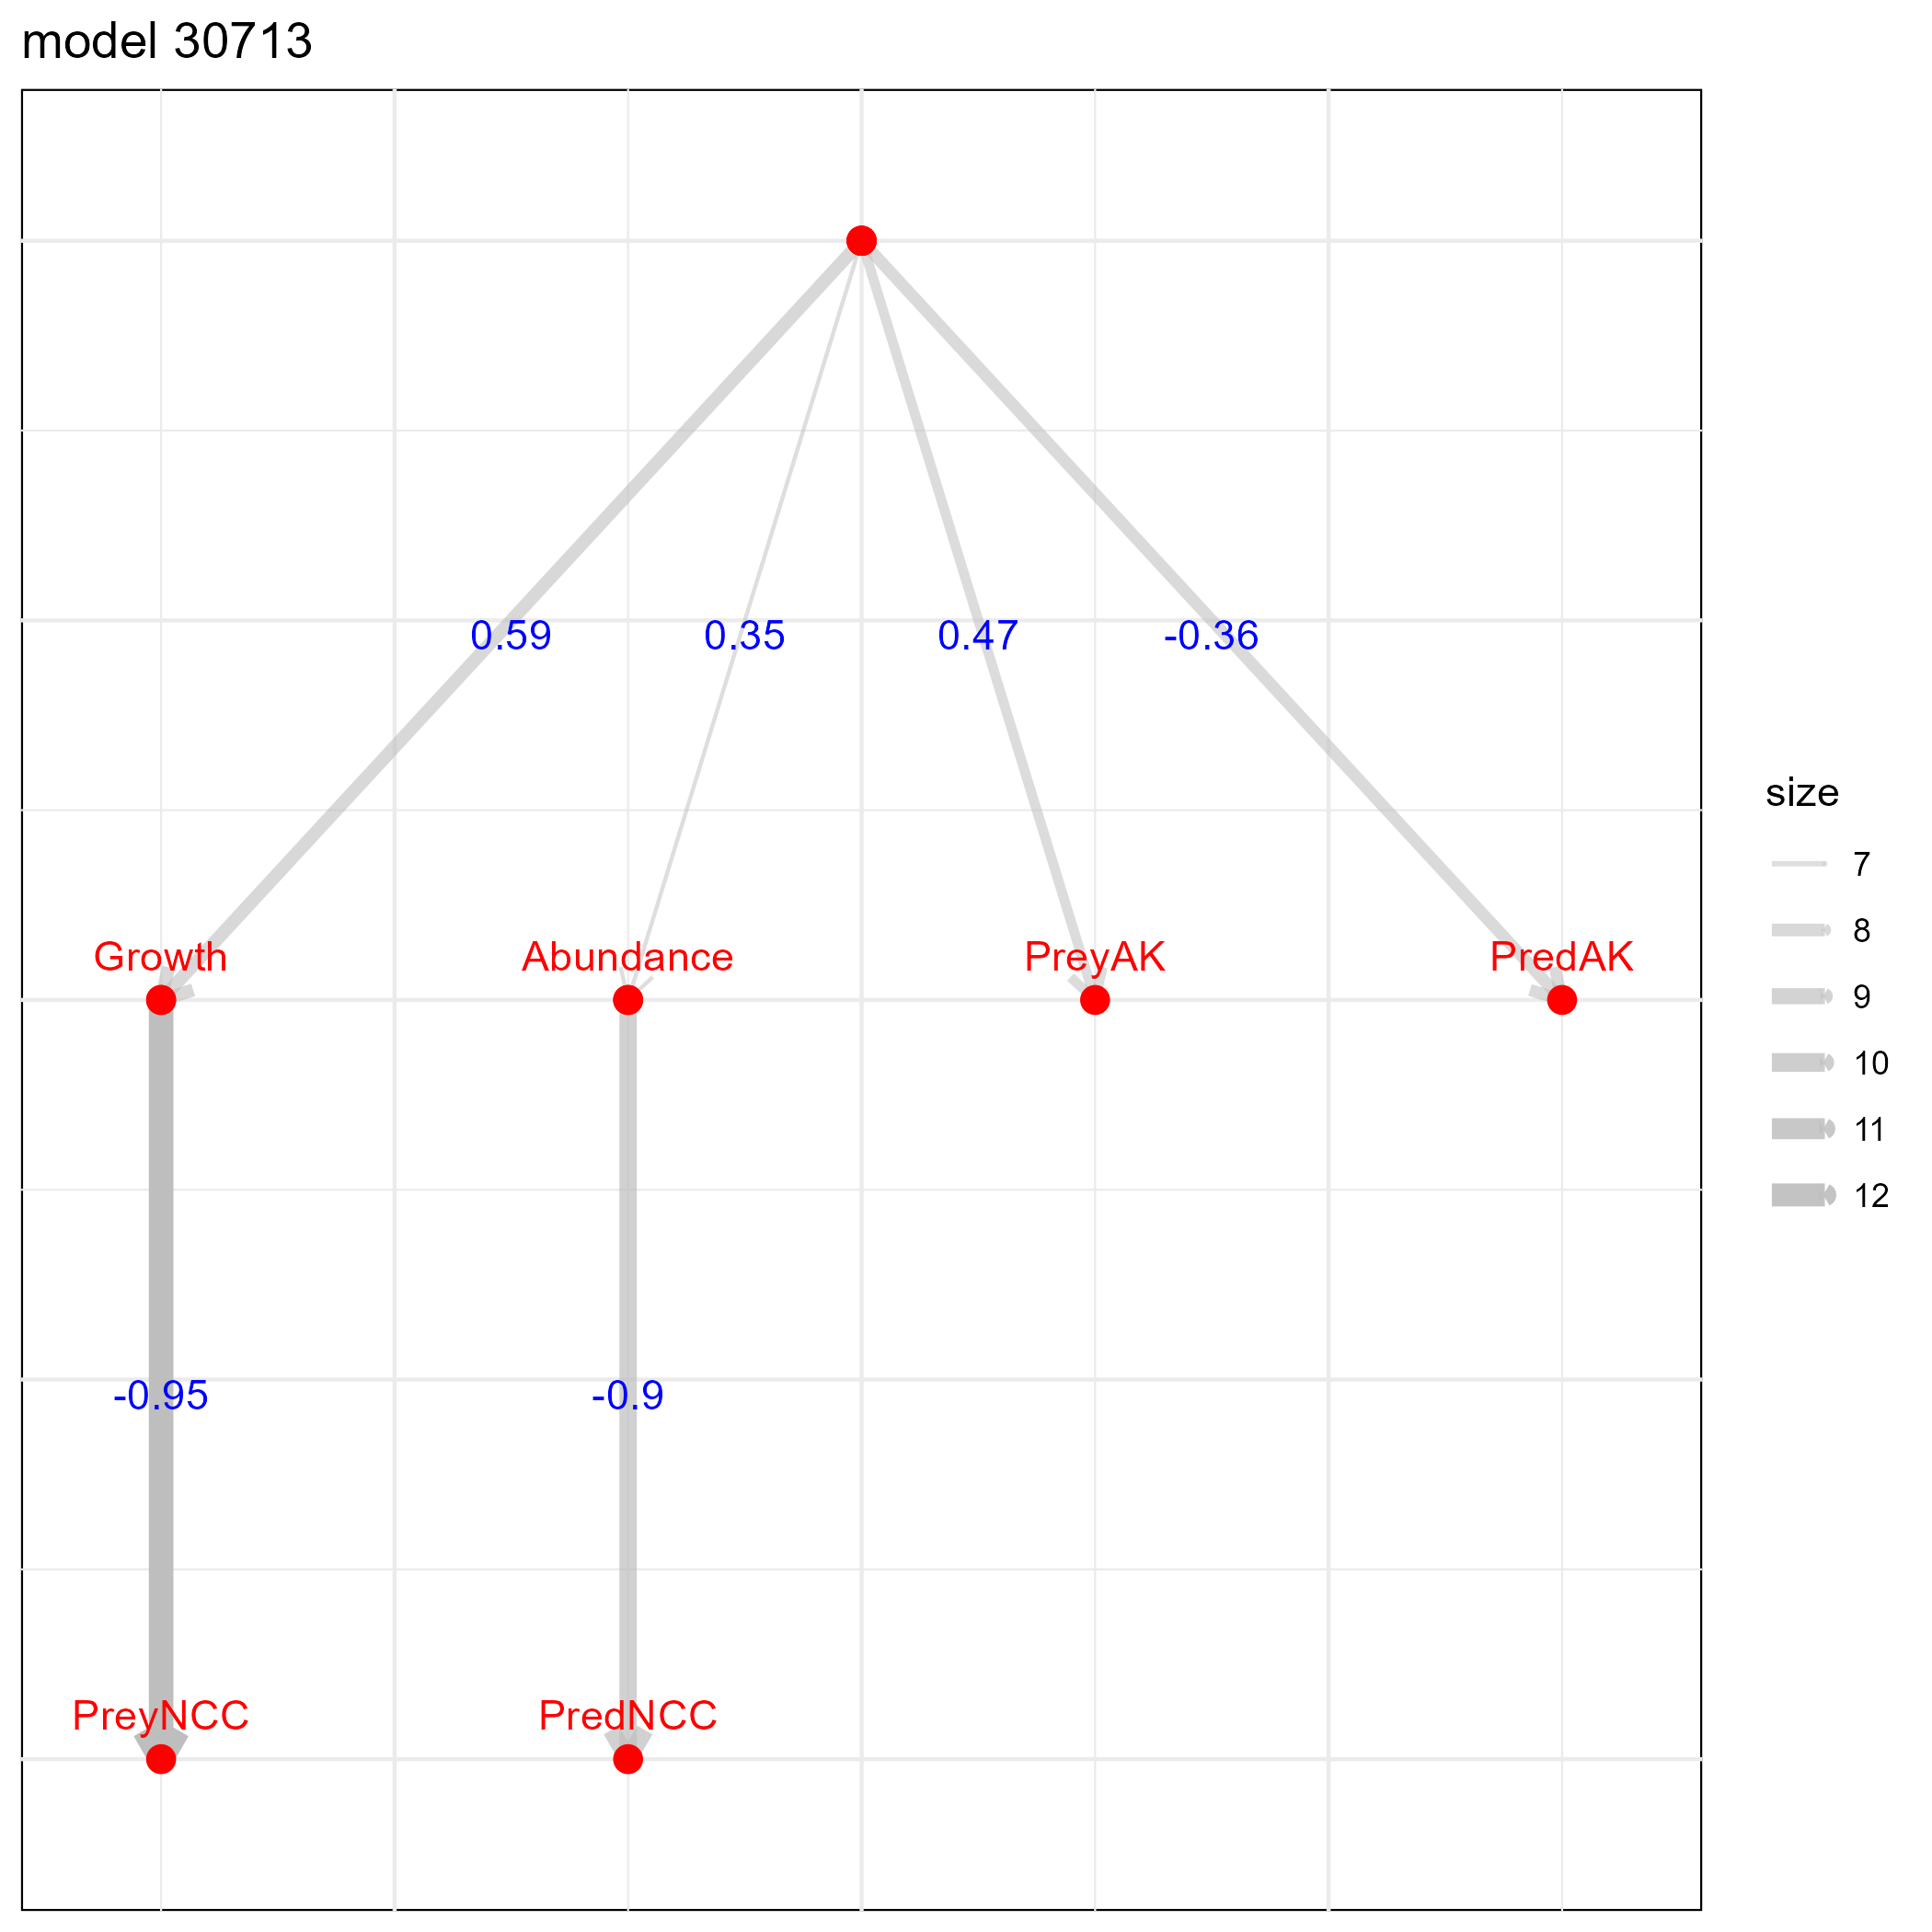 model 30713
0.59 0.35 0.47 -0.36
size
7
8
9
10
11
12
Growth Abundance PreyAK PredAK
-0.95 -0.9
PreyNCC PredNCC